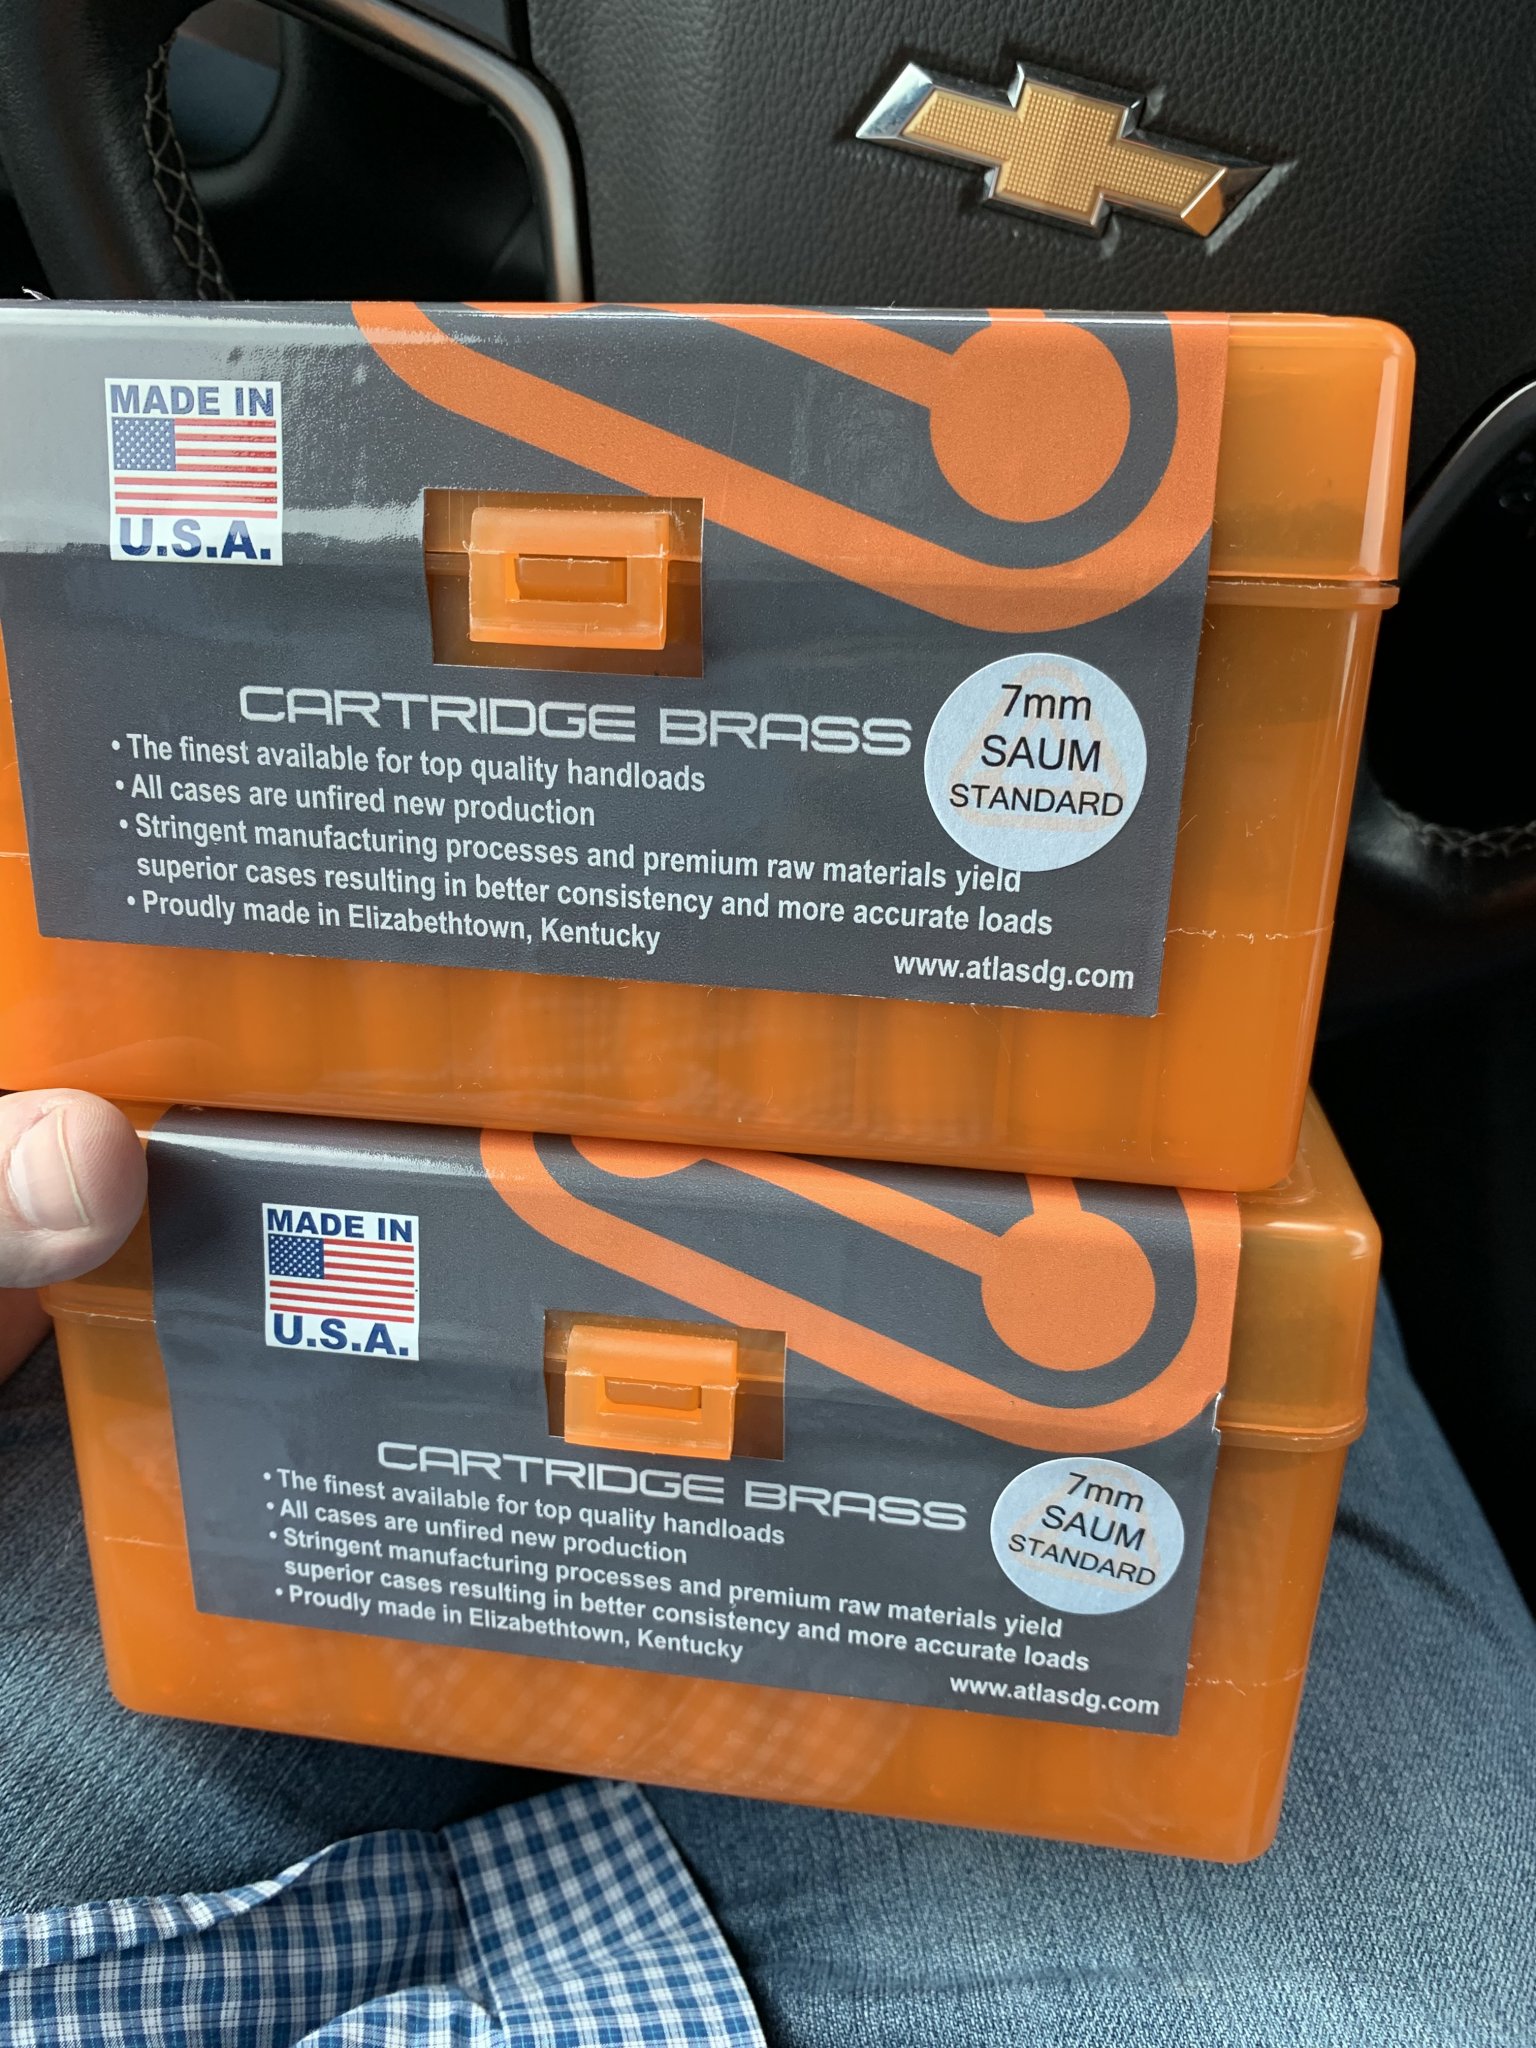 MADE IN
U.S.A.
CARTRIDGE BRASS
• The finest available for top quality handloads
• All cases are unfired new production
• Stringent manufacturing processes and premium raw materials yield
superior cases resulting in better consistency and more accurate loads
• Proudly made in Elizabethtown, Kentucky
www.atlasdg.com
7mm
SAUM
STANDARD
MADE IN
U.S.A.
CARTRIDGE BRASS
• The finest available for top quality handloads
• All cases are unfired new production
• Stringent manufacturing processes and premium raw materials yield
superior cases resulting in better consistency and more accurate loads
• Proudly made in Elizabethtown, Kentucky
www.atlasdg.com
7mm
SAUM
STANDARD